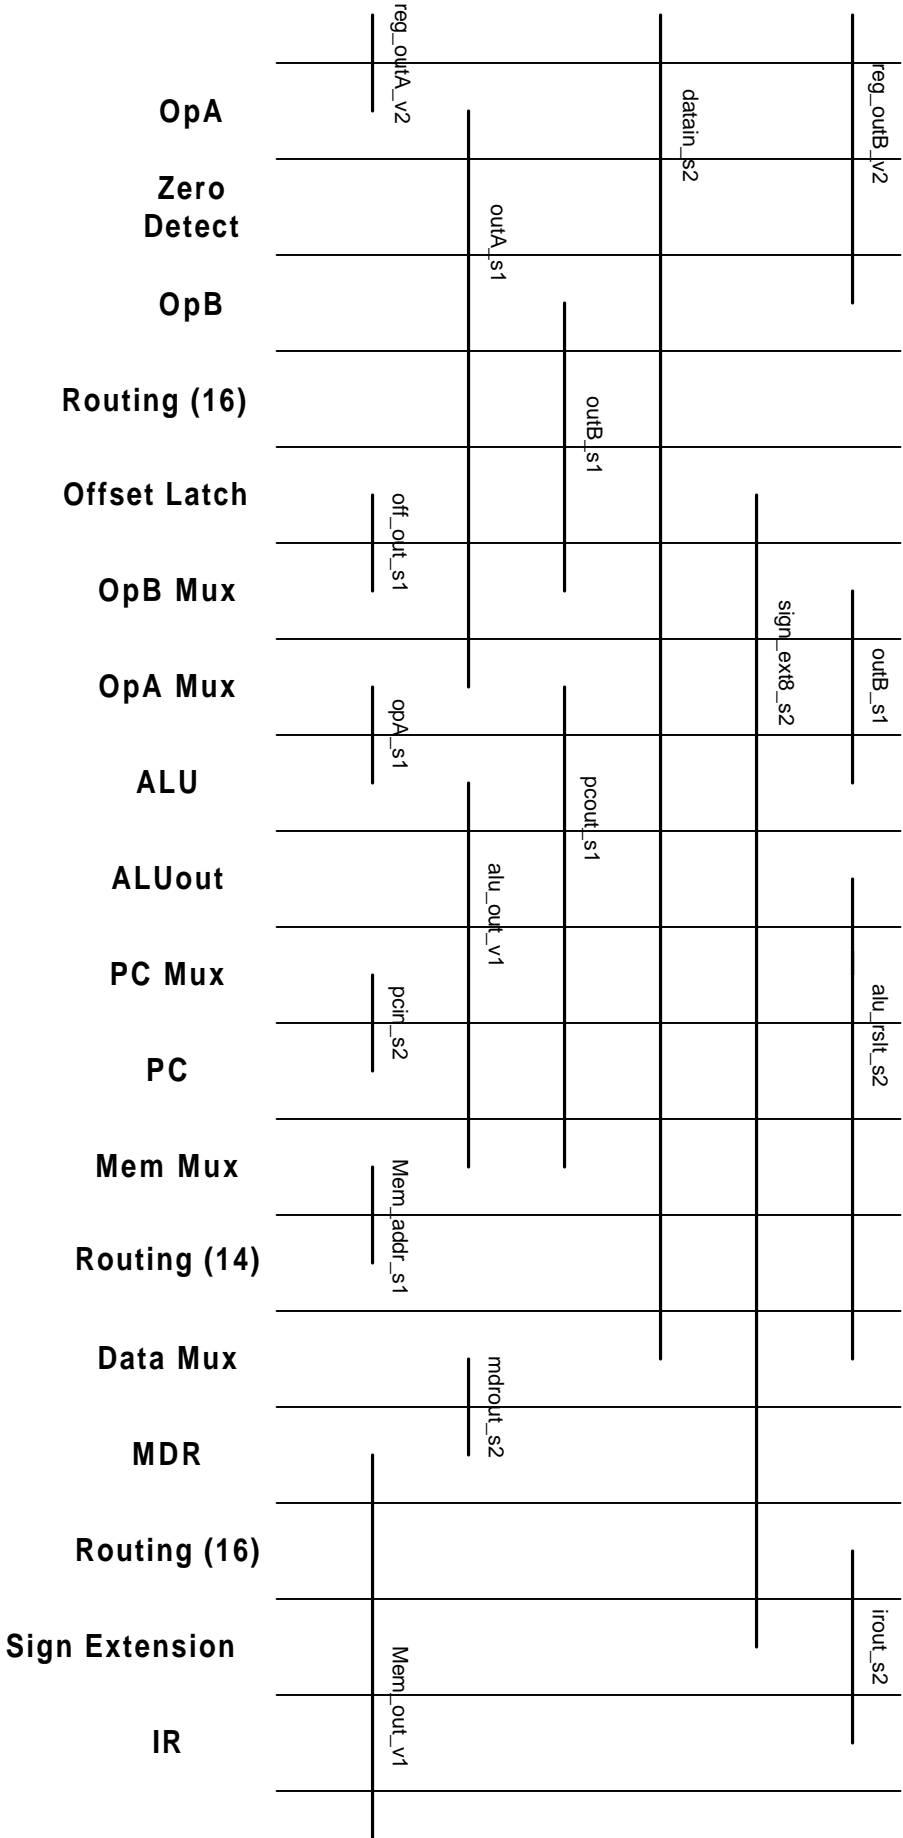 reg_outA_v2
reg_outB_v2
datain_s2
OpA
Zero
Detect
outA_s1
OpB
Routing (16)
outB_s1
Offset Latch
off_out_s1
OpB Mux
sign_ext8_s2
outB_s1
OpA Mux
opA_s1
ALU
pcout_s1
ALUout
alu_out_v1
PC Mux
pcin_s2
alu_rslt_s2
PC
Mem Mux
Mem_addr_s1
Routing (14)
Data Mux
mdrout_s2
MDR
Routing (16)
Sign Extension
irout_s2
Mem_out_v1
IR